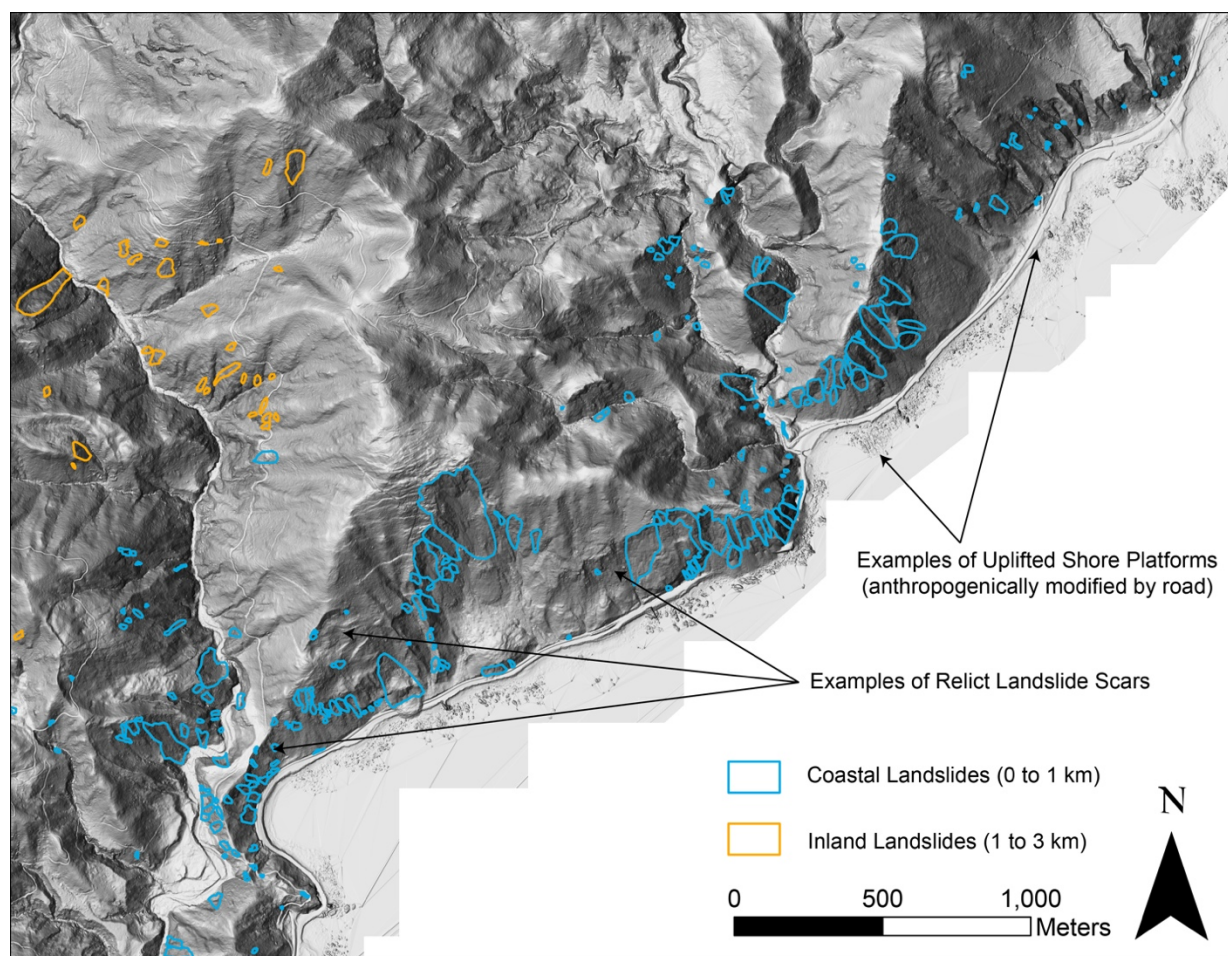 Examples of Uplifted Shore Platforms
(anthropogenically modified by road)
Examples of Relict Landslide Scars
Coastal Landslides (0 to 1 km)
Inland Landslides (1 to 3 km)
N
0 500 1,000
Meters